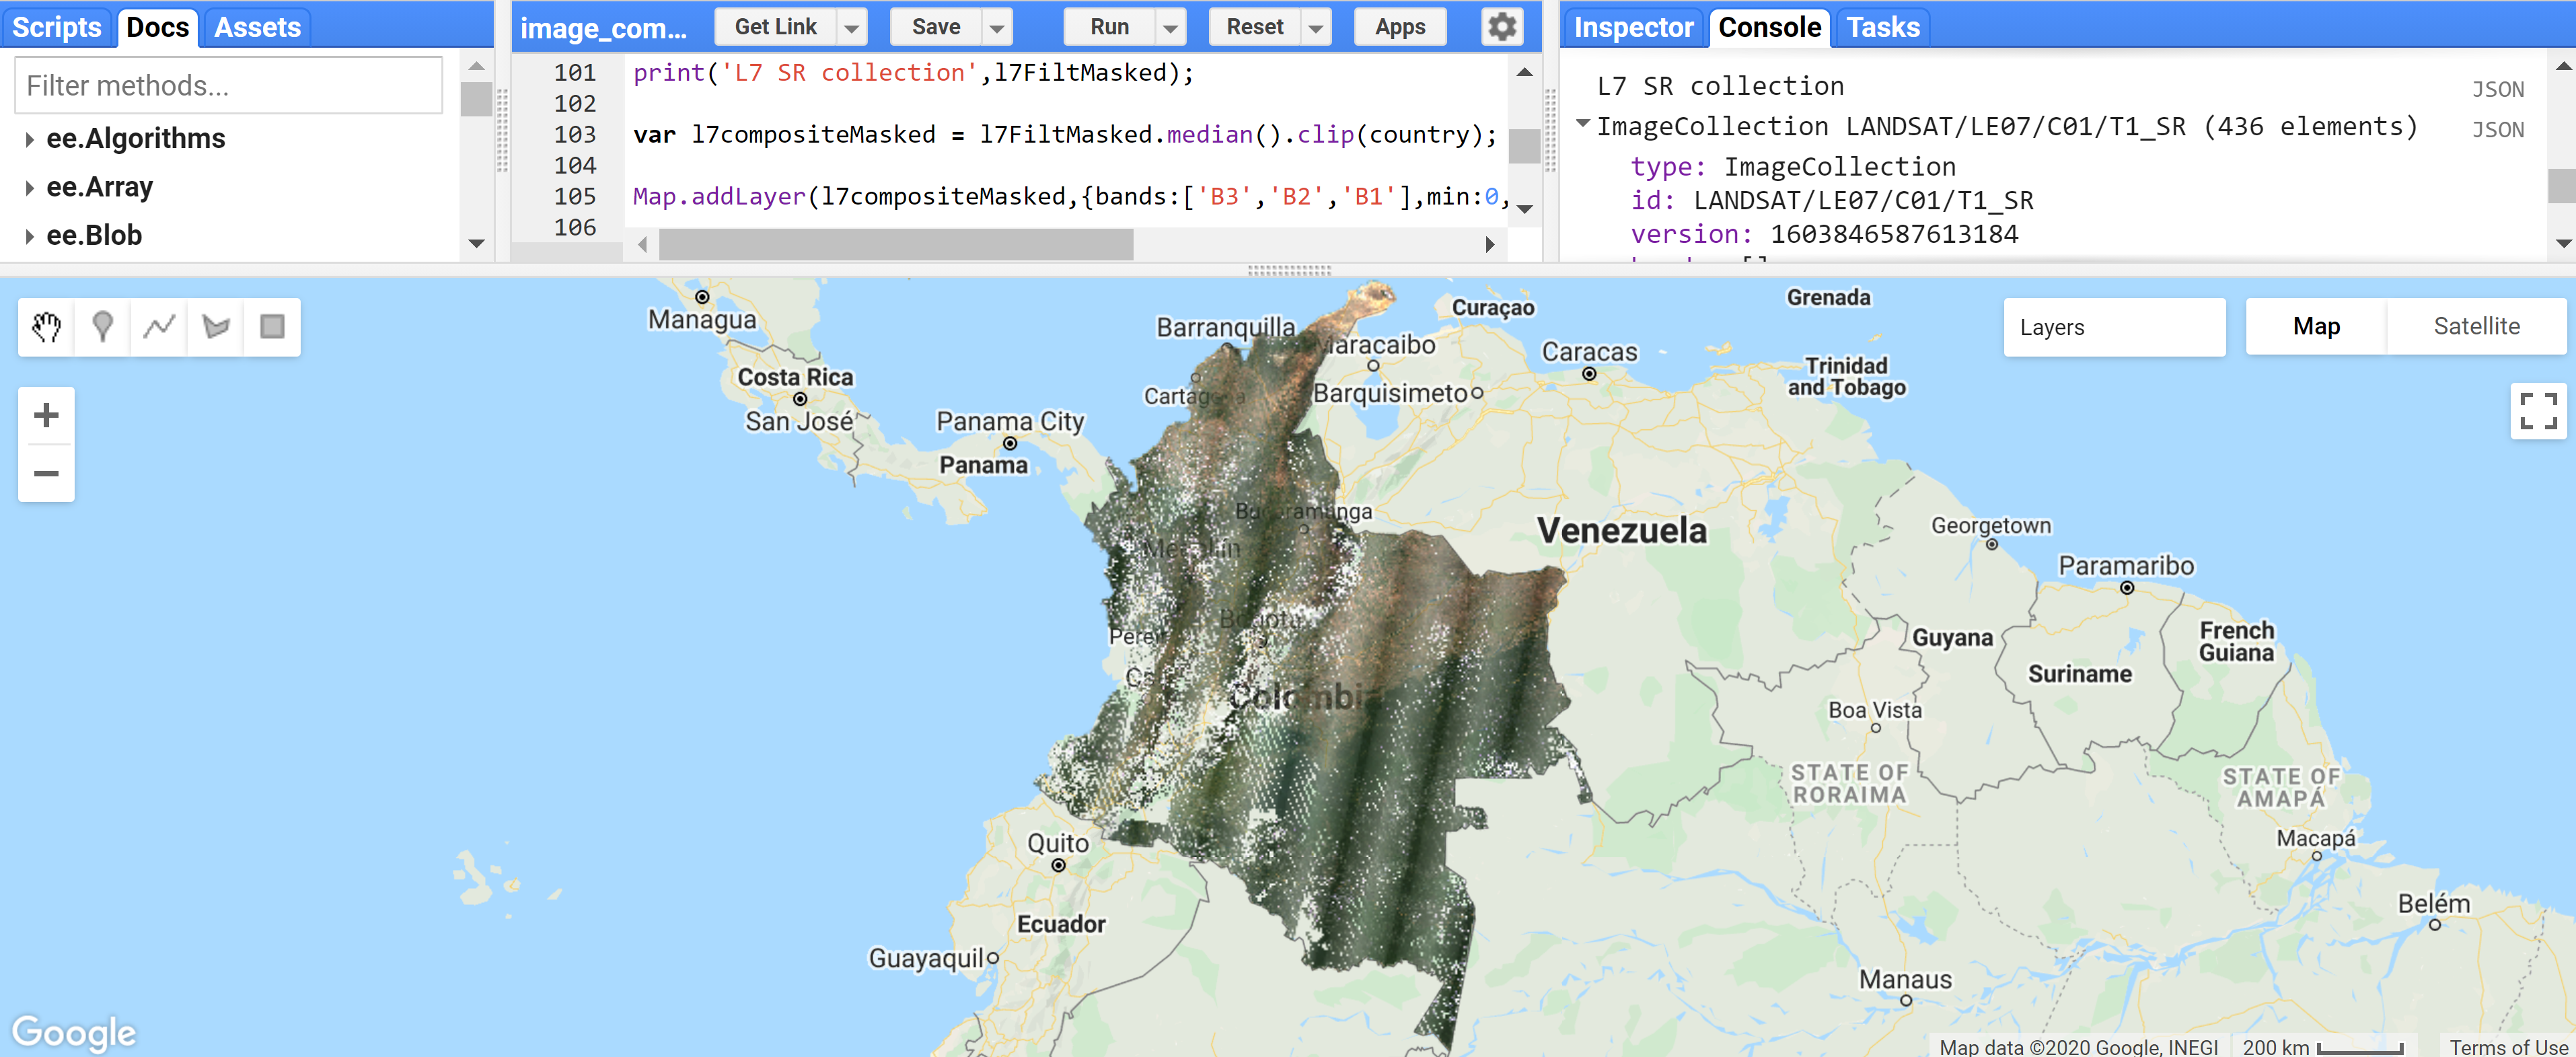 Scripts Docs Assets
Filter methods...
ee.Algorithms
ee.Array
ee.Blob
image_com... Get Link Save Run Reset Apps
101 print('L7 SR collection',l7FiltMasked);
102
103 var l7compositeMasked = l7FiltMasked.median().clip(country);
104
105 Map.addLayer(l7compositeMasked,{bands:['B3','B2','B1'],min:0,
106
Inspector Console Tasks
L7 SR collection JSON
ImageCollection LANDSAT/LE07/C01/T1_SR (436 elements) JSON
type: ImageCollection
id: LANDSAT/LE07/C01/T1_SR
version: 1603846587613184
Layers
Map Satellite
Managua
Costa Rica
San José
Panama City
Panama
Barranquilla
Maracaibo
Curaçao
Grenada
Caracas
Barquisimeto
Trinidad
and Tobago
Bucaramanga
Venezuela
Georgetown
Paramaribo
Guyana
Suriname
French
Guiana
Colombia
Boa Vista
STATE OF
RORAIMA
STATE OF
AMAPÁ
Macapá
Quito
Ecuador
Guayaquil
Belém
Manaus
Google
Map data ©2020 Google, INEGI 200 km Terms of Use